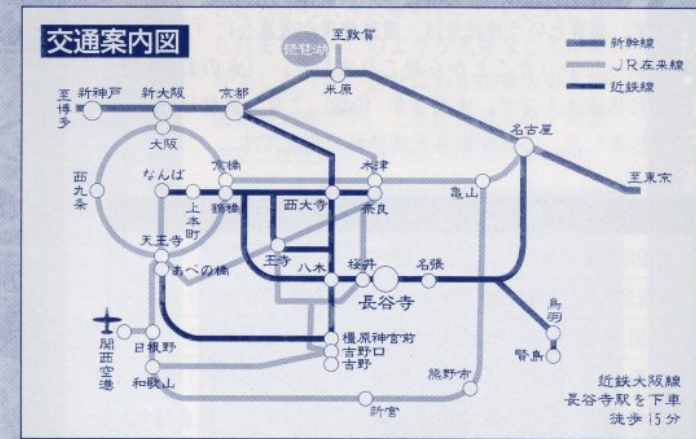 交通案内図
琵琶湖
至敦賀
新幹線
JR在来線
近鉄線
至博多
新神戸
新大阪
京都
米原
名古屋
至東京
大阪
西九条
なんば
上本町
京橋
鶴橋
西大寺
木津
奈良
亀山
天王寺
あべの橋
王寺
八木
桜井
長谷寺
名張
鳥羽
賢島
関西空港
日根野
和歌山
橿原神宮前
吉野口
吉野
新宮
熊野市
近鉄大阪線
長谷寺駅を下車
徒歩15分